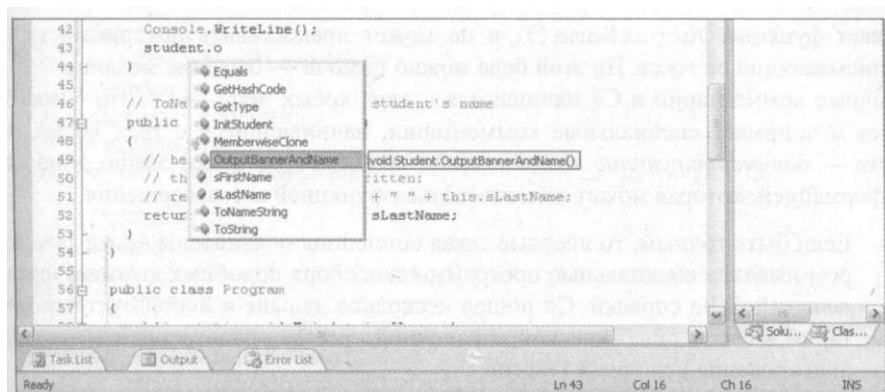 42 Console.WriteLine();
43 student.o
44 }
45 Equals
GetHashCode
46 // ToNa GetType student's name
47 public InitStudent
48 { MemberwiseClone
49 // he OutputBannerAndName void Student.OutputBannerAndName()
50 // th sFirstName itten:
51 re sLastName + " " + this.sLastName;
52 retur ToNameString sLastName;
53 } ToString
54 }
55
56 public class Program
57 {
Solu... Clas...
Task List Output Error List
Ready Ln 43 Col 16 Ch 16 INS